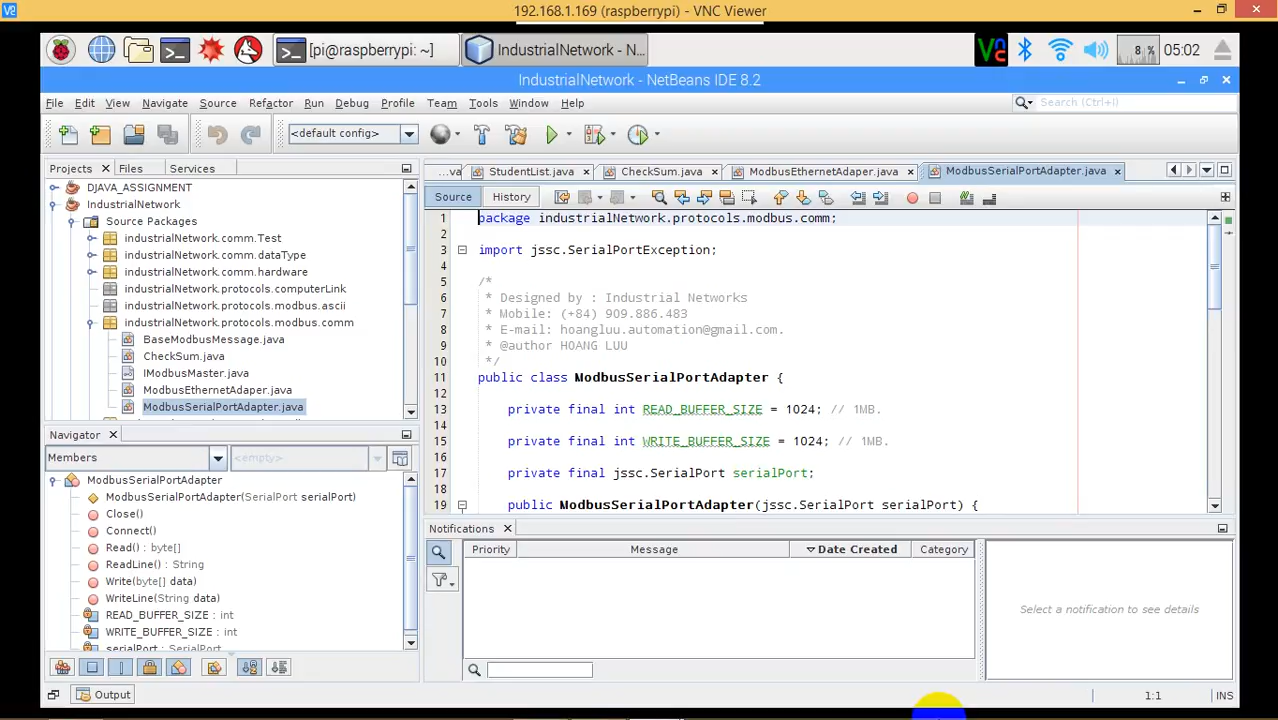 192.168.1.169 (raspberrypi) - VNC Viewer
[pi@raspberrypi: ~]
IndustrialNetwork - N...
8 %
05:02
IndustrialNetwork - NetBeans IDE 8.2
File Edit View Navigate Source Refactor Run Debug Profile Team Tools Window Help
Search (Ctrl+I)
<default config>
Projects Files Services
...va StudentList.java CheckSum.java ModbusEthernetAdaper.java ModbusSerialPortAdapter.java
Source History
DJAVA_ASSIGNMENT
IndustrialNetwork
Source Packages
industrialNetwork.comm.Test
industrialNetwork.comm.dataType
industrialNetwork.comm.hardware
industrialNetwork.protocols.computerLink
industrialNetwork.protocols.modbus.ascii
industrialNetwork.protocols.modbus.comm
BaseModbusMessage.java
CheckSum.java
IModbusMaster.java
ModbusEthernetAdaper.java
ModbusSerialPortAdapter.java
1 package industrialNetwork.protocols.modbus.comm;
2
3 import jssc.SerialPortException;
4
5 /*
6 * Designed by : Industrial Networks
7 * Mobile: (+84) 909.886.483
8 * E-mail: hoangluu.automation@gmail.com.
9 * @author HOANG LUU
10 */
11 public class ModbusSerialPortAdapter {
12
13 private final int READ_BUFFER_SIZE = 1024; // 1MB.
14
15 private final int WRITE_BUFFER_SIZE = 1024; // 1MB.
16
17 private final jssc.SerialPort serialPort;
18
19 public ModbusSerialPortAdapter(jssc.SerialPort serialPort) {
Navigator
Members
<empty>
ModbusSerialPortAdapter
ModbusSerialPortAdapter(SerialPort serialPort)
Close()
Connect()
Read() : byte[]
ReadLine() : String
Write(byte[] data)
WriteLine(String data)
READ_BUFFER_SIZE : int
WRITE_BUFFER_SIZE : int
serialPort : SerialPort
Notifications
Priority Message Date Created Category
Select a notification to see details
Output
1:1 INS